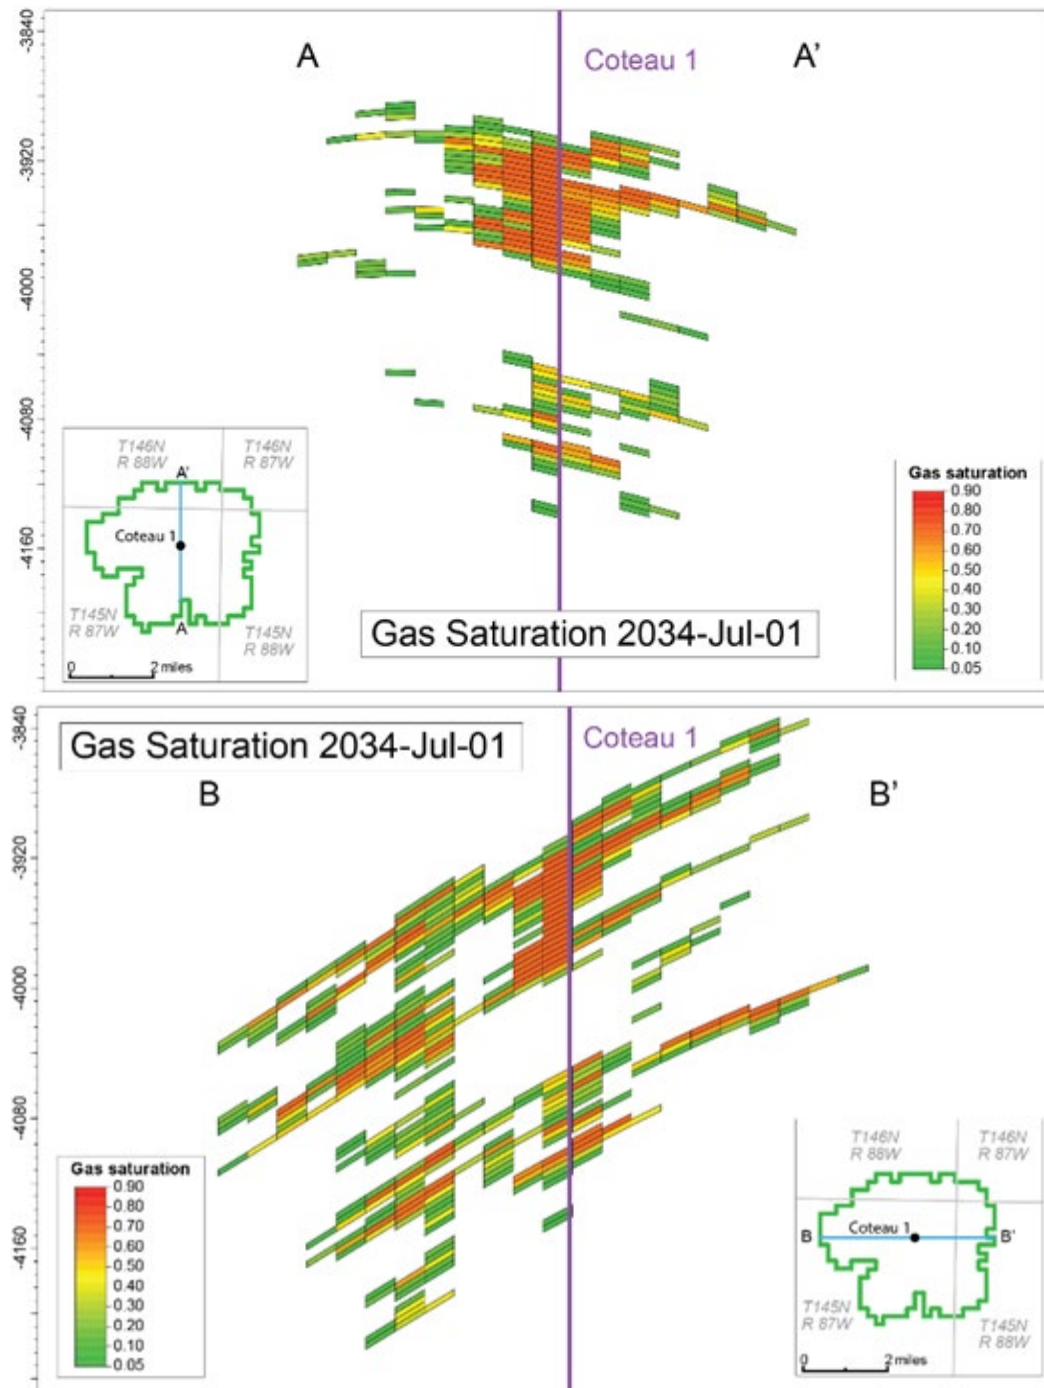 -3840
-3920
-4000
-4080
-4160
A
Coteau 1
A'
T146N
R 88W
T146N
R 87W
A'
Coteau 1
T145N
R 87W
A
T145N
R 88W
0
2 miles
Gas Saturation 2034-Jul-01
Gas saturation
0.90
0.80
0.70
0.60
0.50
0.40
0.30
0.20
0.10
0.05
-3840
-3920
-4000
-4080
-4160
Gas Saturation 2034-Jul-01
Coteau 1
B
B'
Gas saturation
0.90
0.80
0.70
0.60
0.50
0.40
0.30
0.20
0.10
0.05
T146N
R 88W
T146N
R 87W
B
Coteau 1
B'
T145N
R 87W
T145N
R 88W
0
2 miles